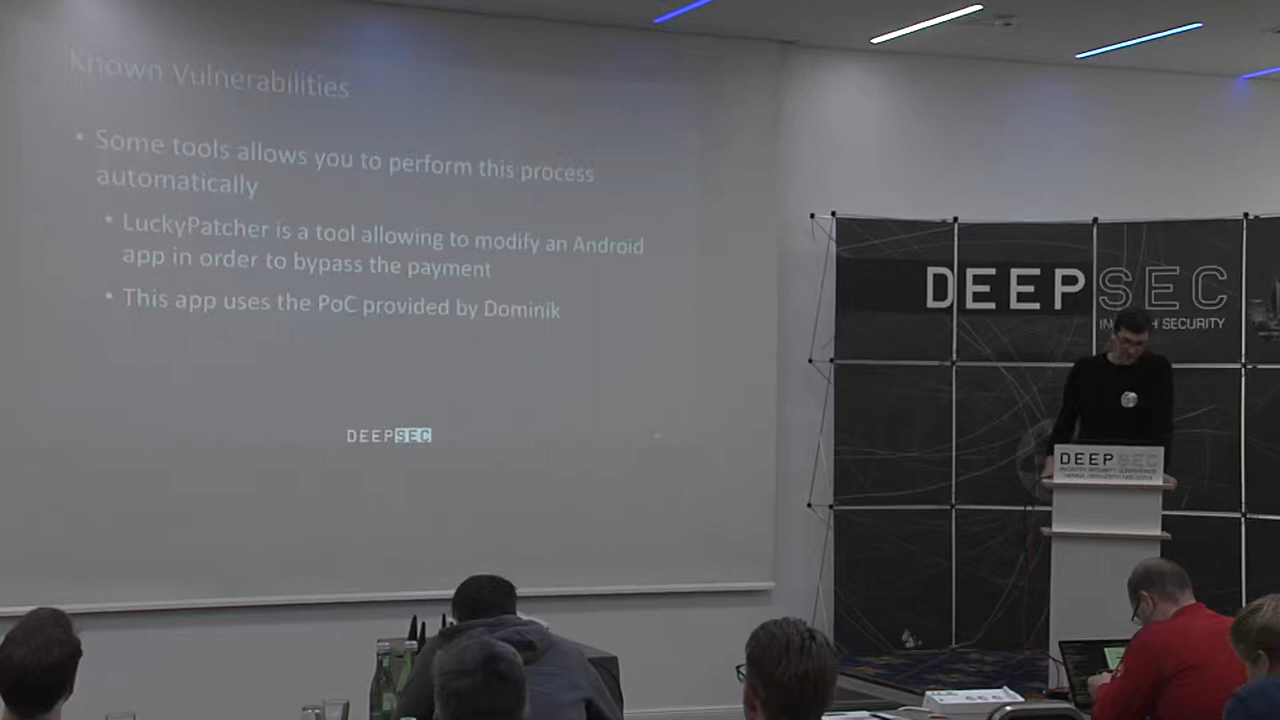 Known Vulnerabilities
• Some tools allows you to perform this process
automatically
• LuckyPatcher is a tool allowing to modify an Android
app in order to bypass the payment
• This app uses the PoC provided by Dominik
DEEPSEC
DEEPSEC
SECURITY
DEEPSEC